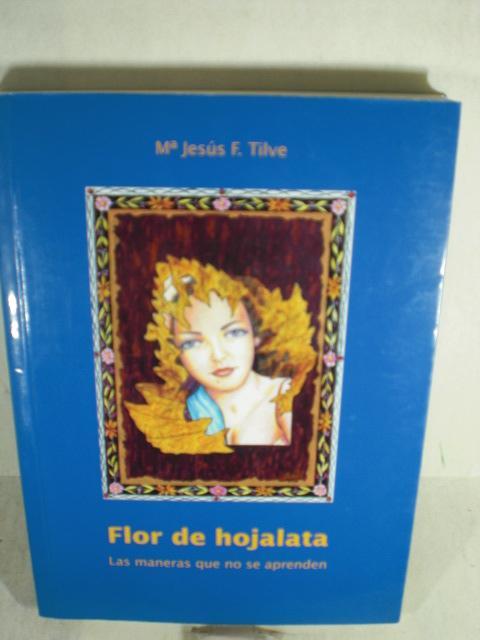 Mª Jesús F. Tilve
Flor de hojalata
Las maneras que no se aprenden